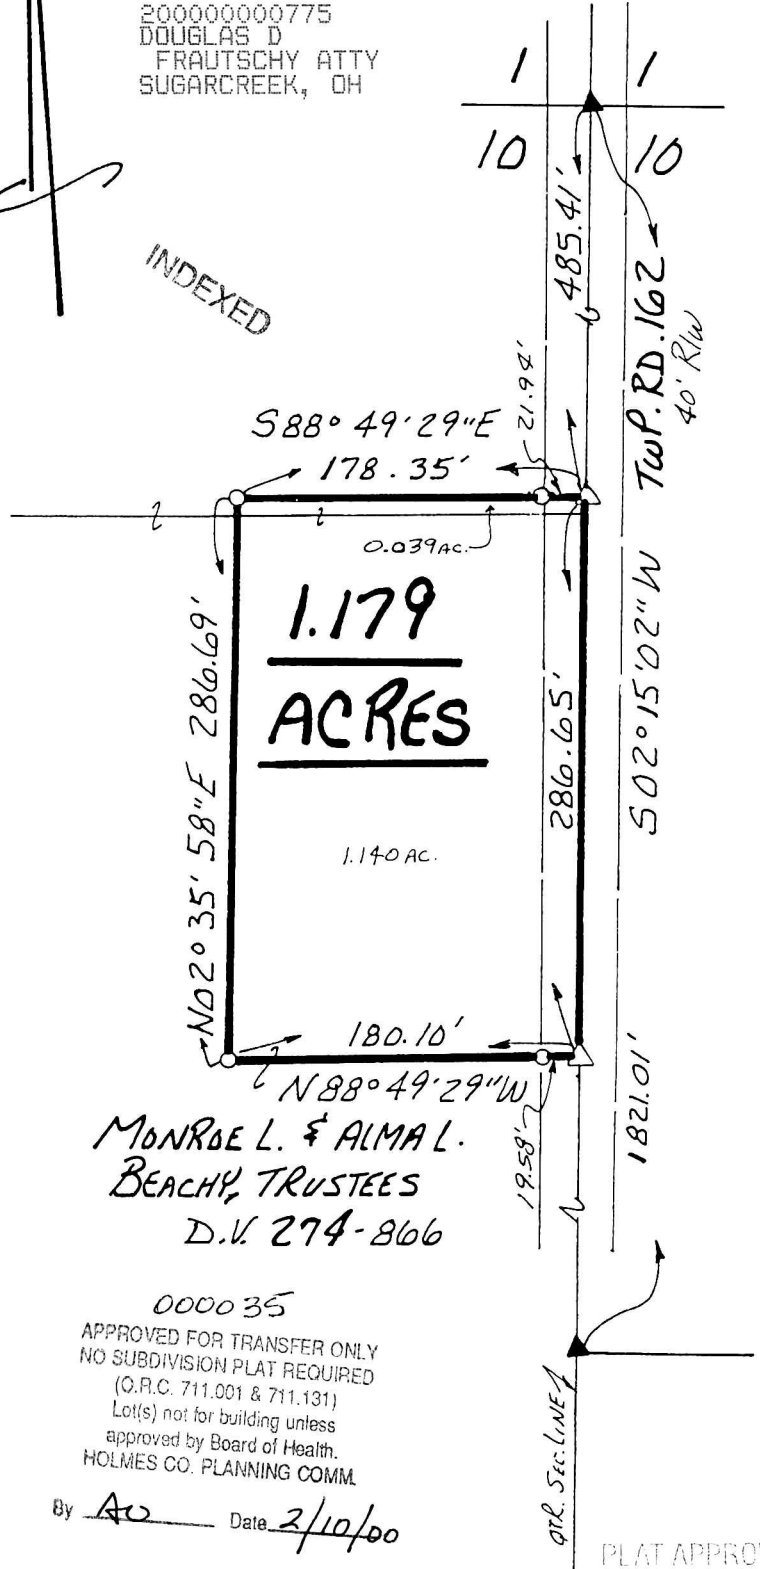 200000000775
DOUGLAS D
FRAUTSCHY ATTY
SUGARCREEK, OH
1 1
10 10
485.41'
TWP. RD. 162
40' R/W
INDEXED
21.94'
S88° 49' 29"E
178.35'
0.039 AC.
1.179
ACRES
N02° 35' 58"E 286.69'
286.65'
S02° 15' 02" W
1821.01'
1.140 AC.
180.10'
N88° 49' 29"W
19.58'
MONROE L. & ALMA L.
BEACHY, TRUSTEES
D.V. 274-866
000035
APPROVED FOR TRANSFER ONLY
NO SUBDIVISION PLAT REQUIRED
(O.R.C. 711.001 & 711.131)
Lot(s) not for building unless
approved by Board of Health.
HOLMES CO. PLANNING COMM.
By AO Date 2/10/00
QTR. SEC. LINE
PLAT APPRO